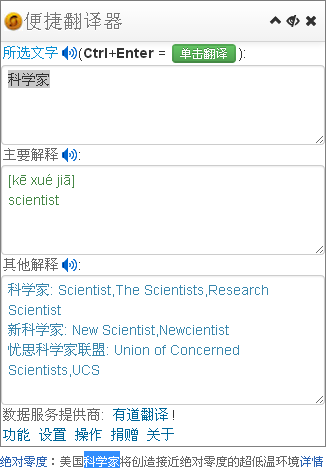 便捷翻译器
所选文字 (Ctrl+Enter = 单击翻译 ):
科学家
主要解释 :
[kē xué jiā]
scientist
其他解释 :
科学家: Scientist,The Scientists,Research
Scientist
新科学家: New Scientist,Newcientist
忧思科学家联盟: Union of Concerned
Scientists,UCS
数据服务提供商: 有道翻译 !
功能 设置 操作 捐赠 关于
绝对零度：美国科学家将创造接近绝对零度的超低温环境详情